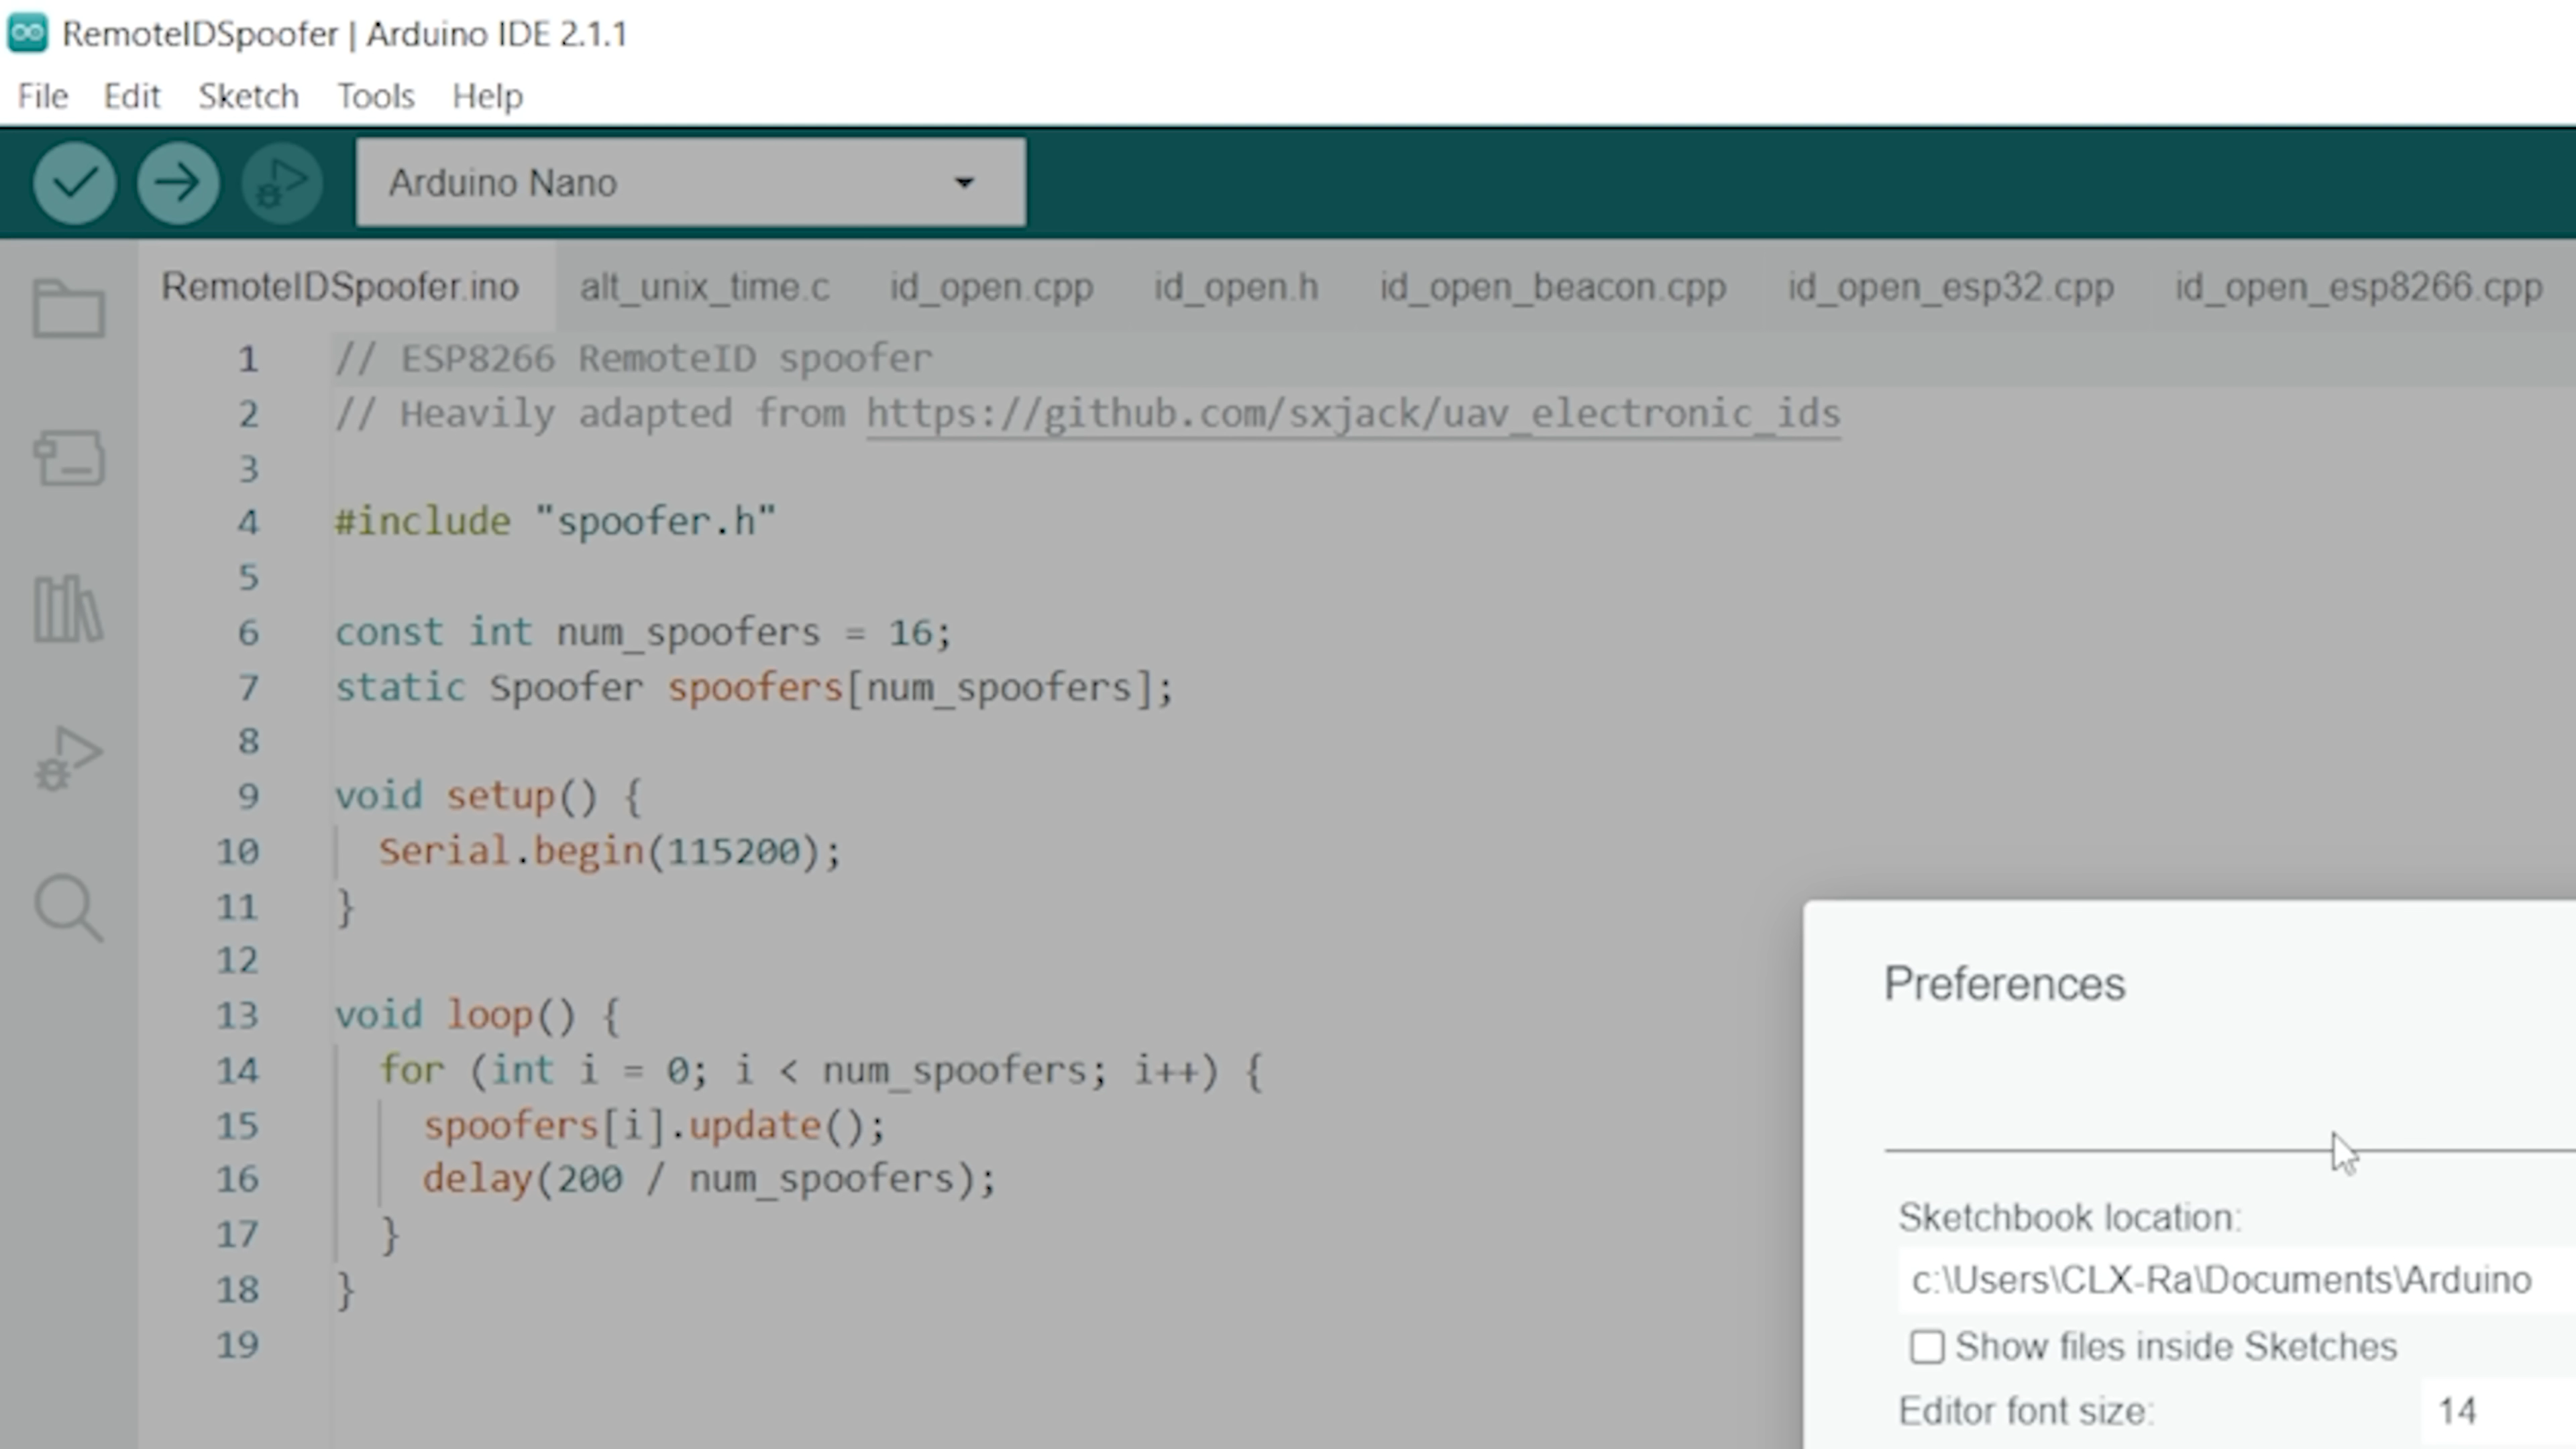 RemoteIDSpoofer | Arduino IDE 2.1.1
File Edit Sketch Tools Help
Arduino Nano
RemoteIDSpoofer.ino alt_unix_time.c id_open.cpp id_open.h id_open_beacon.cpp id_open_esp32.cpp id_open_esp8266.cpp
1 // ESP8266 RemoteID spoofer
2 // Heavily adapted from https://github.com/sxjack/uav_electronic_ids
3
4 #include "spoofer.h"
5
6 const int num_spoofers = 16;
7 static Spoofer spoofers[num_spoofers];
8
9 void setup() {
10 Serial.begin(115200);
11 }
12
13 void loop() {
14 for (int i = 0; i < num_spoofers; i++) {
15 spoofers[i].update();
16 delay(200 / num_spoofers);
17 }
18 }
19
Preferences
Sketchbook location:
c:\Users\CLX-Ra\Documents\Arduino
Show files inside Sketches
Editor font size: 14